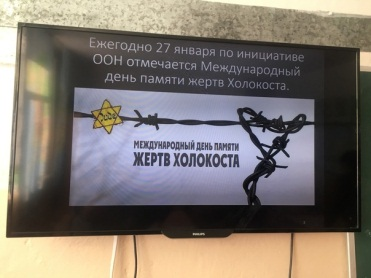 Ежегодно 27 января по инициативе
ООН отмечается Международный
день памяти жертв Холокоста.
МЕЖДУНАРОДНЫЙ ДЕНЬ ПАМЯТИ
ЖЕРТВ ХОЛОКОСТА
PHILIPS